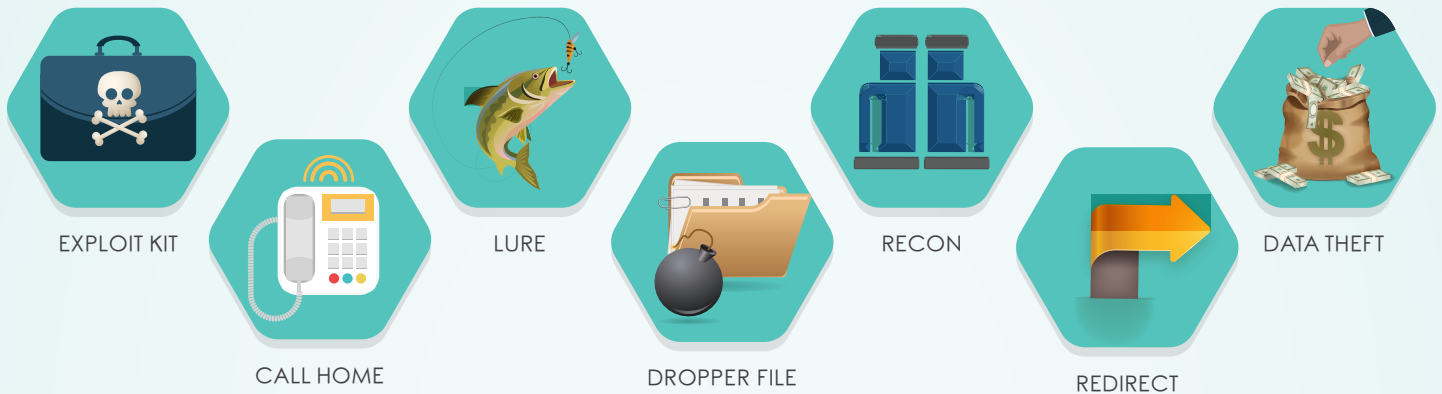 EXPLOIT KIT
CALL HOME
LURE
DROPPER FILE
RECON
REDIRECT
DATA THEFT
$